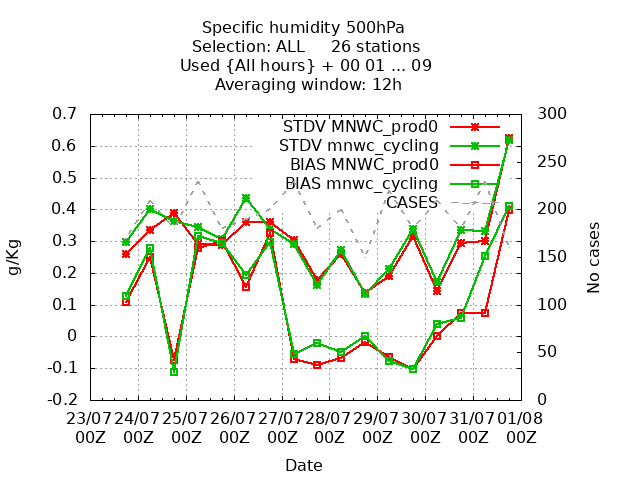 Specific humidity 500hPa
Selection: ALL     26 stations
Used {All hours} + 00 01 ... 09
Averaging window: 12h
STDV MNWC_prod0
STDV mnwc_cycling
BIAS MNWC_prod0
BIAS mnwc_cycling
CASES
0.7
0.6
0.5
0.4
0.3
0.2
0.1
0
-0.1
-0.2
g/Kg
300
250
200
150
100
50
0
No cases
23/07 24/07 25/07 26/07 27/07 28/07 29/07 30/07 31/07 01/08
00Z 00Z 00Z 00Z 00Z 00Z 00Z 00Z 00Z 00Z
Date